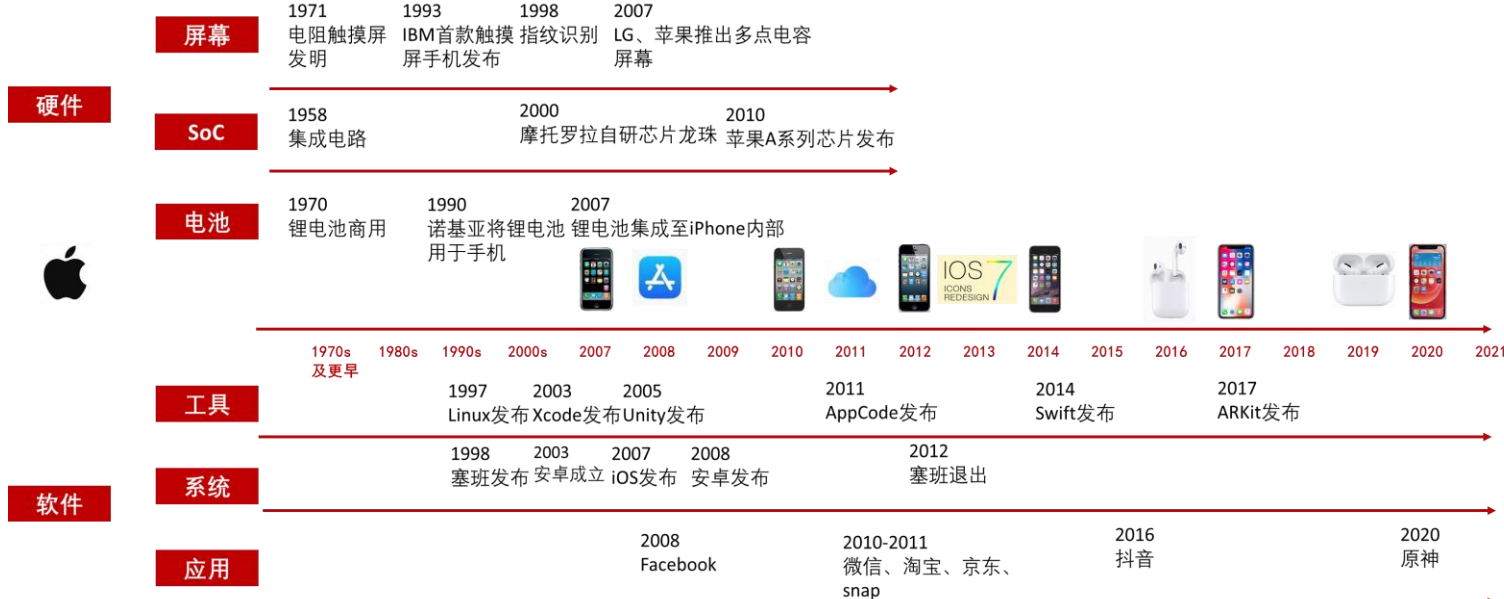 屏幕
1971
电阻触摸屏
发明
1993
IBM首款触摸
屏手机发布
1998
指纹识别
2007
LG、苹果推出多点电容
屏幕
硬件
SoC
1958
集成电路
2000
摩托罗拉自研芯片龙珠
2010
苹果A系列芯片发布
电池
1970
锂电池商用
1990
诺基亚将锂电池
用于手机
2007
锂电池集成至iPhone内部
IOS 7
ICONS
REDESIGN
1970s
及更早
1980s
1990s
2000s
2007
2008
2009
2010
2011
2012
2013
2014
2015
2016
2017
2018
2019
2020
2021
工具
1997
Linux发布
2003
Xcode发布
2005
Unity发布
2011
AppCode发布
2014
Swift发布
2017
ARKit发布
软件
系统
1998
塞班发布
2003
安卓成立
2007
iOS发布
2008
安卓发布
2012
塞班退出
应用
2008
Facebook
2010-2011
微信、淘宝、京东、
snap
2016
抖音
2020
原神